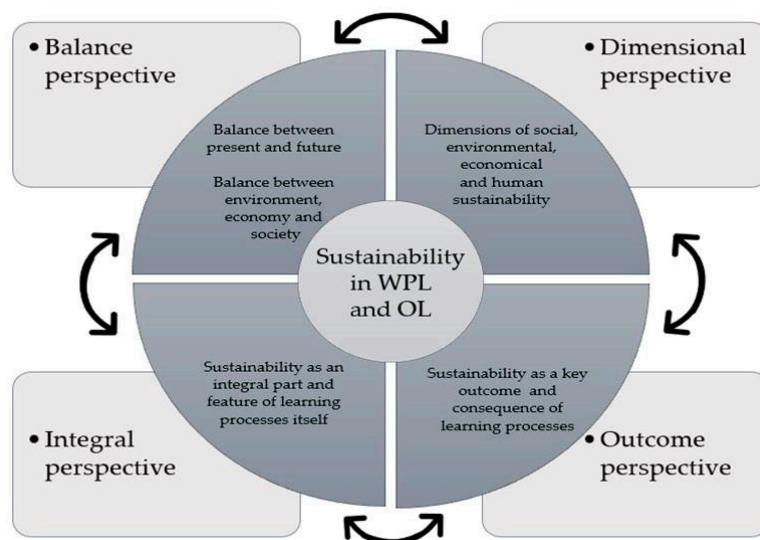 • Balance
perspective
• Dimensional
perspective
Balance between
present and future
Balance between
environment,
economy and
society
Dimensions of social,
environmental,
economical
and human
sustainability
Sustainability
in WPL
and OL
Sustainability as an
integral part and
feature of learning
processes itself
Sustainability as a key
outcome and
consequence of
learning processes
• Integral
perspective
• Outcome
perspective